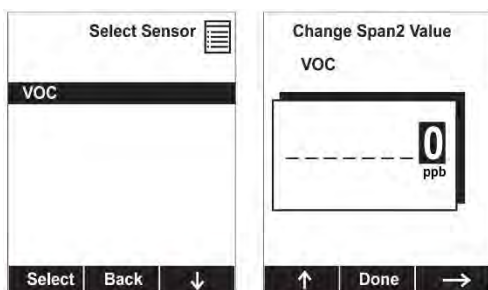 Select Sensor
VOC
Select Back ↓
Change Span2 Value
VOC
_ _ _ _ _ _ _ 0
ppb
↑ Done →